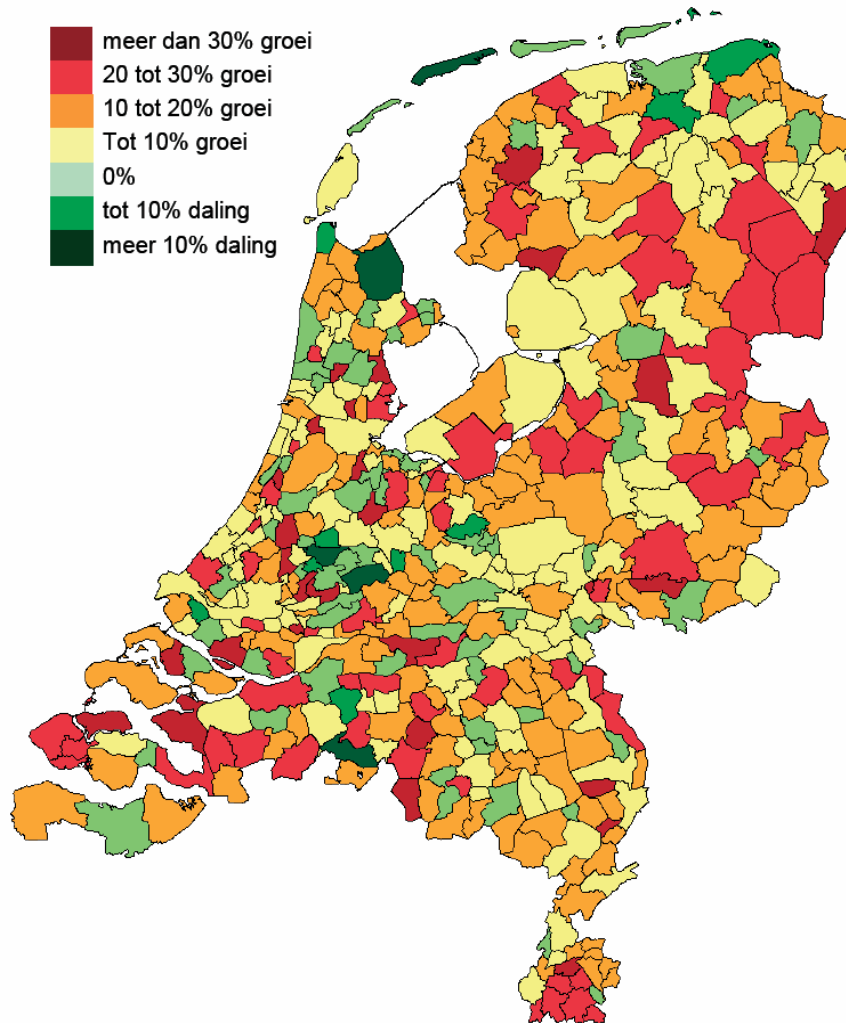 meer dan 30% groei
20 tot 30% groei
10 tot 20% groei
Tot 10% groei
0%
tot 10% daling
meer 10% daling